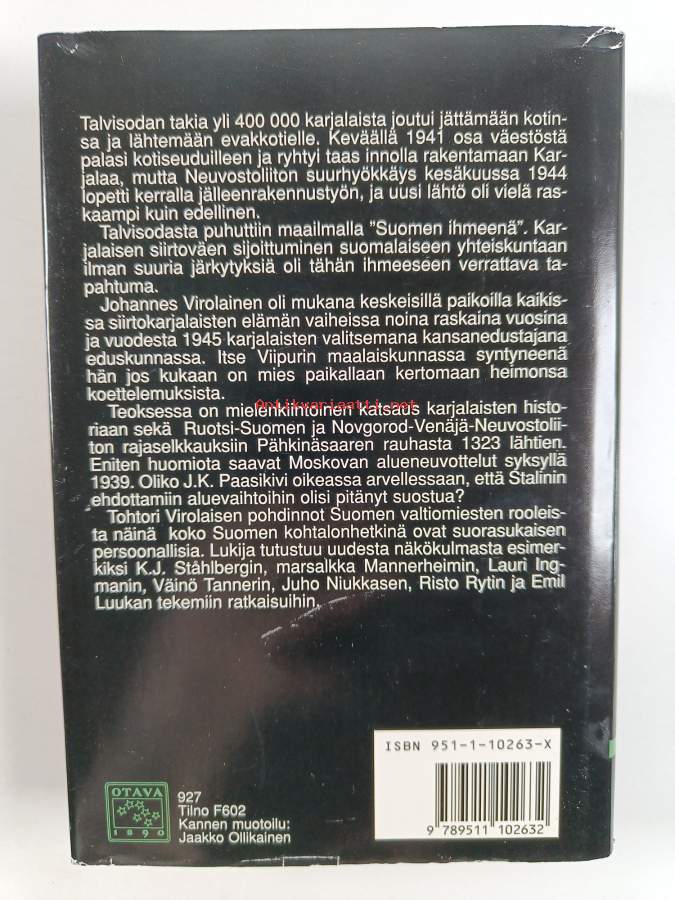 Talvisodan takia yli 400 000 karjalaista joutui jättämään kotin-
sa ja lähtemään evakkotielle. Keväällä 1941 osa väestöstä
palasi kotiseuduilleen ja ryhtyi taas innolla rakentamaan Kar-
jalaa, mutta Neuvostoliiton suurhyökkäys kesäkuussa 1944
lopetti kerralla jälleenrakennustyön, ja uusi lähtö oli vielä ras-
kaampi kuin edellinen.
Talvisodasta puhuttiin maailmalla "Suomen ihmeenä". Kar-
jalaisen siirtoväen sijoittuminen suomalaiseen yhteiskuntaan
ilman suuria järkytyksiä oli tähän ihmeeseen verrattava ta-
pahtuma.
Johannes Virolainen oli mukana keskeisillä paikoilla kaikis-
sa siirtokarjalaisten elämän vaiheissa noina raskaina vuosina
ja vuodesta 1945 karjalaisten valitsemana kansanedustajana
eduskunnassa. Itse Viipurin maalaiskunnassa syntyneenä
hän jos kukaan on mies paikallaan kertomaan heimonsa
koettelemuksista.
Antikvariaatti.net
Teoksessa on mielenkiintoinen katsaus karjalaisten histo-
riaan sekä Ruotsi-Suomen ja Novgorod-Venäjä-Neuvostolii-
ton rajaselkkauksiin Pähkinäsaaren rauhasta 1323 lähtien.
Eniten huomiota saavat Moskovan alueneuvottelut syksyllä
1939. Oliko J.K. Paasikivi oikeassa arvellessaan, että Stalinin
ehdottamiin aluevaihtoihin olisi pitänyt suostua?
Tohtori Virolaisen pohdinnot Suomen valtiomiesten rooleis-
ta näinä koko Suomen kohtalonhetkinä ovat suorasukaisen
persoonallisia. Lukija tutustuu uudesta näkökulmasta esimer-
kiksi K.J. Ståhlbergin, marsalkka Mannerheimin, Lauri Ing-
manin, Väinö Tannerin, Juho Niukkasen, Risto Rytin ja Emil
Luukan tekemiin ratkaisuihin.
ISBN 951-1-10263-X
9 789511 102632
OTAVA
1890
927
Tilno F602
Kannen muotoilu:
Jaakko Ollikainen